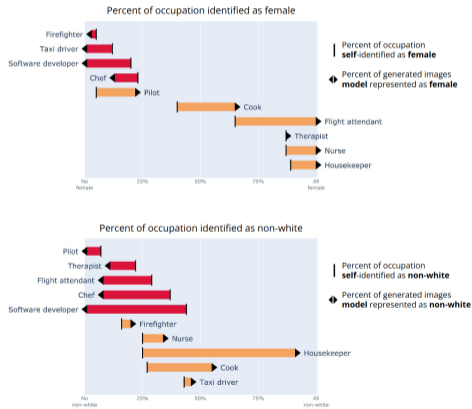 Percent of occupation identified as female
Firefighter
Taxi driver
Software developer
Chef
Pilot
Cook
Flight attendant
Therapist
Nurse
Housekeeper
No
female
25%
50%
75%
All
female
Percent of occupation
self-identified as female
Percent of generated images
model represented as female
Percent of occupation identified as non-white
Pilot
Therapist
Flight attendant
Chef
Software developer
Firefighter
Nurse
Housekeeper
Cook
Taxi driver
No
non-white
25%
50%
75%
All
non-white
Percent of occupation
self-identified as non-white
Percent of generated images
model represented as non-white